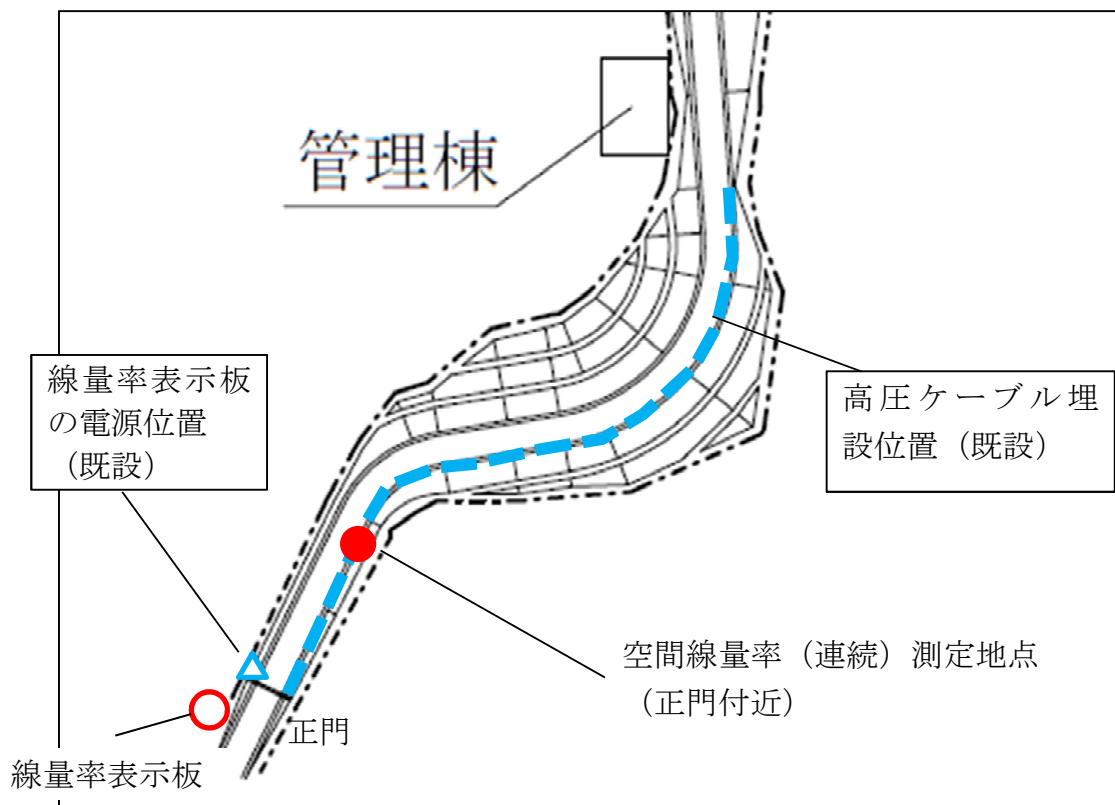 管理棟
線量率表示板
の電源位置
（既設）
高圧ケーブル埋
設位置（既設）
空間線量率（連続）測定地点
（正門付近）
正門
線量率表示板